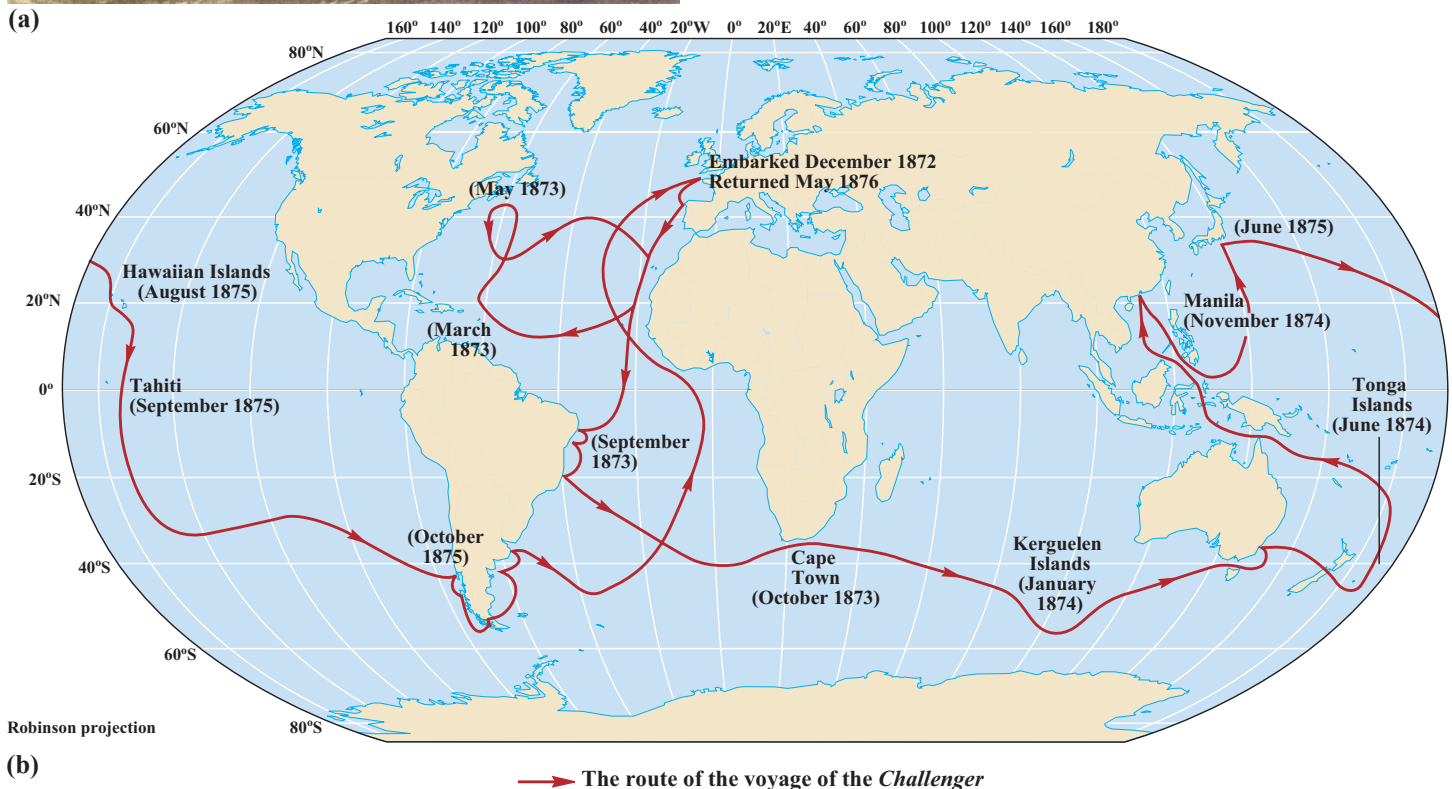 (a)
160º 140º 120º 100º 80º 60º 40º 20ºW 0º 20ºE 40º 60º 80º 100º 120º 140º 160º 180º
80ºN
60ºN
Embarked December 1872
Returned May 1876
(May 1873)
40ºN
(June 1875)
Hawaiian Islands
(August 1875)
20ºN
Manila
(November 1874)
(March
1873)
0º
Tahiti
(September 1875)
Tonga
Islands
(June 1874)
(September
1873)
20ºS
(October
1875)
Kerguelen
Islands
(January
1874)
Cape
Town
(October 1873)
40ºS
60ºS
80ºS
Robinson projection
(b)
The route of the voyage of the Challenger